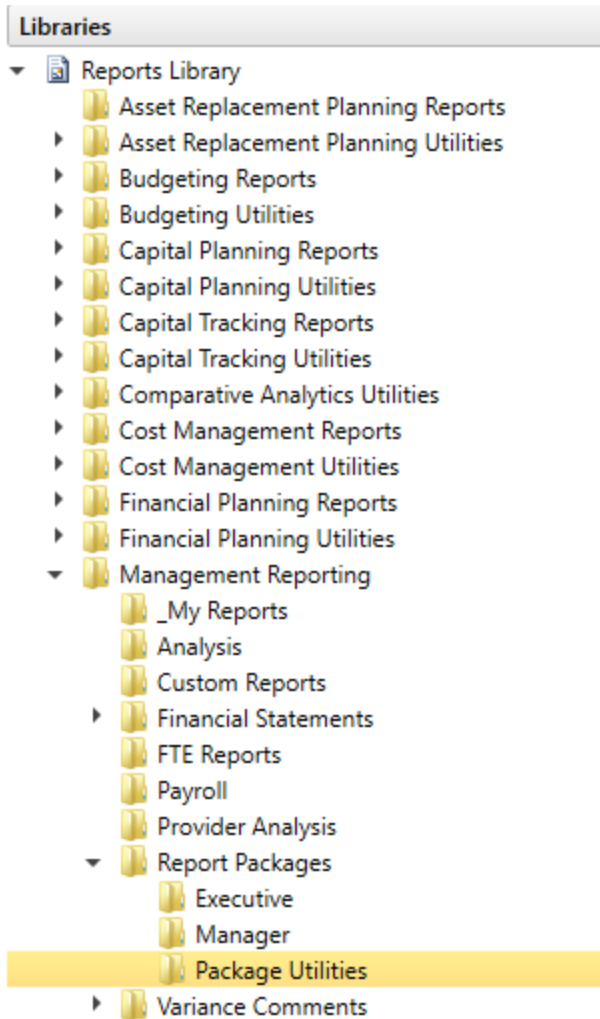 Libraries
Reports Library
Asset Replacement Planning Reports
Asset Replacement Planning Utilities
Budgeting Reports
Budgeting Utilities
Capital Planning Reports
Capital Planning Utilities
Capital Tracking Reports
Capital Tracking Utilities
Comparative Analytics Utilities
Cost Management Reports
Cost Management Utilities
Financial Planning Reports
Financial Planning Utilities
Management Reporting
_My Reports
Analysis
Custom Reports
Financial Statements
FTE Reports
Payroll
Provider Analysis
Report Packages
Executive
Manager
Package Utilities
Variance Comments